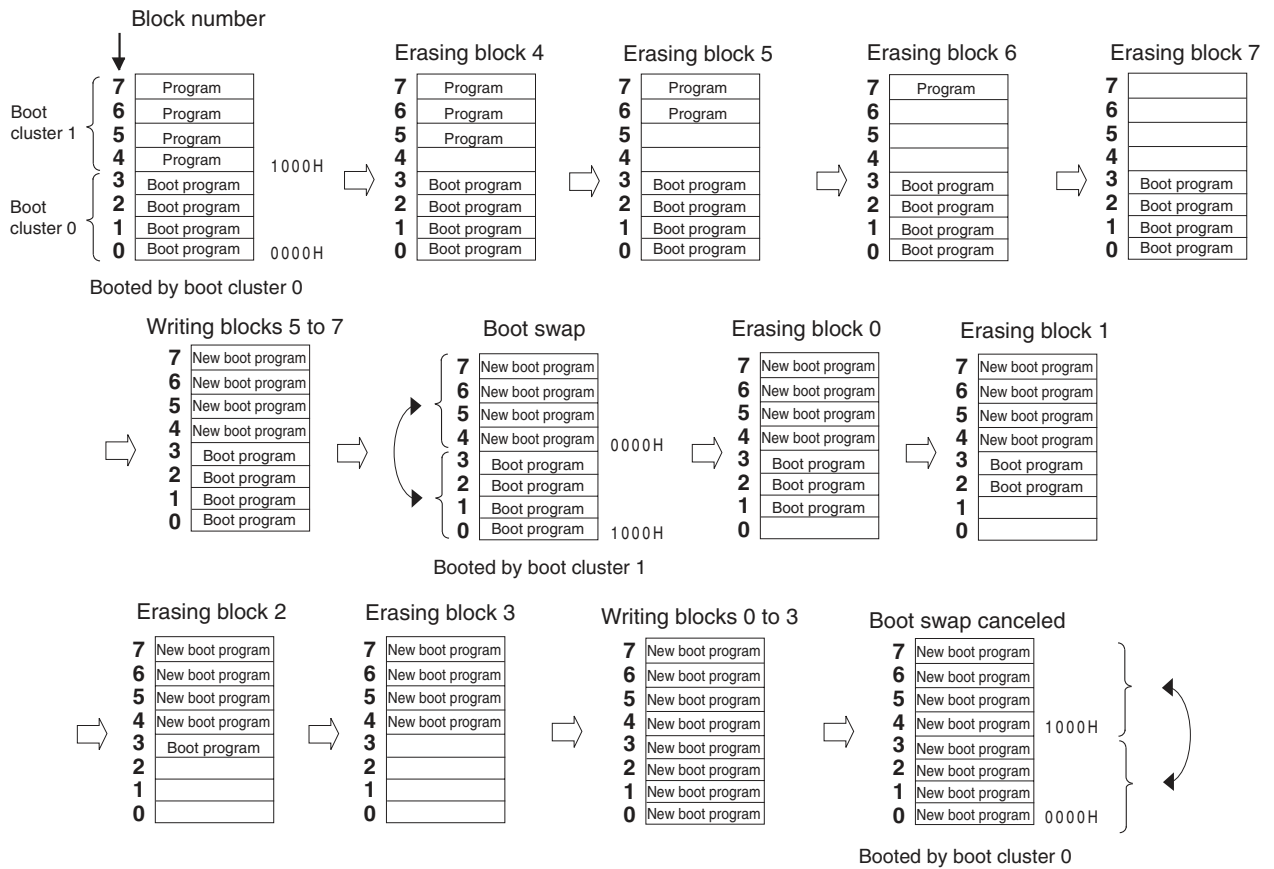 Block number
7 Program
6 Program
5 Program
4 Program
3 Boot program
2 Boot program
1 Boot program
0 Boot program
Boot
cluster 1
Boot
cluster 0
1000H
0000H
Booted by boot cluster 0
Erasing block 4
7 Program
6 Program
5 Program
4
3 Boot program
2 Boot program
1 Boot program
0 Boot program
Erasing block 5
7 Program
6 Program
5
4
3 Boot program
2 Boot program
1 Boot program
0 Boot program
Erasing block 6
7 Program
6
5
4
3 Boot program
2 Boot program
1 Boot program
0 Boot program
Erasing block 7
7
6
5
4
3 Boot program
2 Boot program
1 Boot program
0 Boot program
Writing blocks 5 to 7
7 New boot program
6 New boot program
5 New boot program
4 New boot program
3 Boot program
2 Boot program
1 Boot program
0 Boot program
Boot swap
7 New boot program
6 New boot program
5 New boot program
4 New boot program
3 Boot program
2 Boot program
1 Boot program
0 Boot program
0000H
1000H
Booted by boot cluster 1
Erasing block 0
7 New boot program
6 New boot program
5 New boot program
4 New boot program
3 Boot program
2 Boot program
1 Boot program
0
Erasing block 1
7 New boot program
6 New boot program
5 New boot program
4 New boot program
3 Boot program
2 Boot program
1
0
Erasing block 2
7 New boot program
6 New boot program
5 New boot program
4 New boot program
3 Boot program
2
1
0
Erasing block 3
7 New boot program
6 New boot program
5 New boot program
4 New boot program
3
2
1
0
Writing blocks 0 to 3
7 New boot program
6 New boot program
5 New boot program
4 New boot program
3 New boot program
2 New boot program
1 New boot program
0 New boot program
Boot swap canceled
7 New boot program
6 New boot program
5 New boot program
4 New boot program
3 New boot program
2 New boot program
1 New boot program
0 New boot program
1000H
0000H
Booted by boot cluster 0